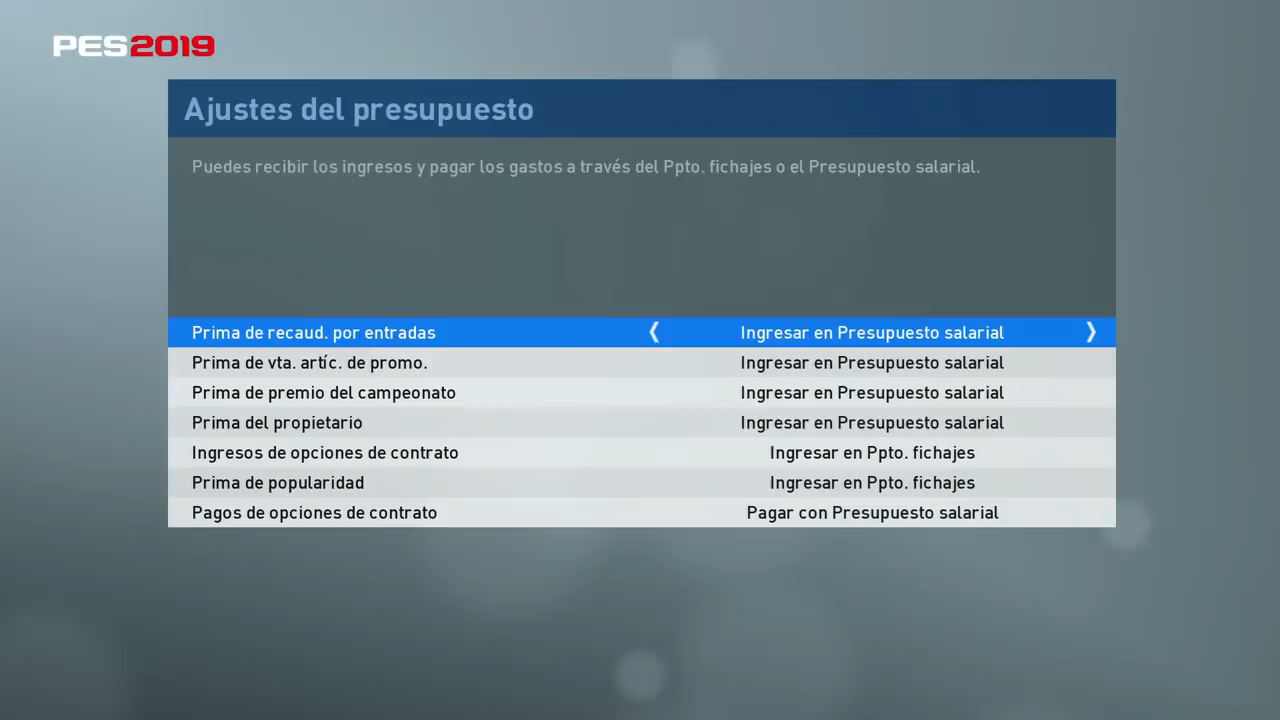 PES2019
Ajustes del presupuesto
Puedes recibir los ingresos y pagar los gastos a través del Ppto. fichajes o el Presupuesto salarial.
Prima de recaud. por entradas Ingresar en Presupuesto salarial
Prima de vta. artíc. de promo. Ingresar en Presupuesto salarial
Prima de premio del campeonato Ingresar en Presupuesto salarial
Prima del propietario Ingresar en Presupuesto salarial
Ingresos de opciones de contrato Ingresar en Ppto. fichajes
Prima de popularidad Ingresar en Ppto. fichajes
Pagos de opciones de contrato Pagar con Presupuesto salarial